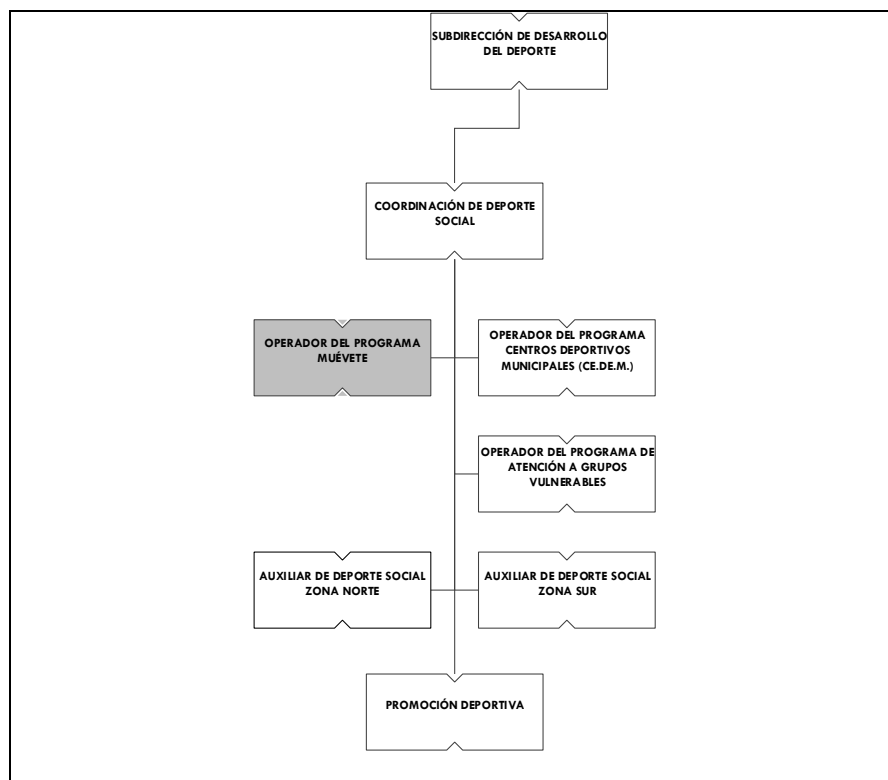 SUBDIRECCIÓN DE DESARROLLO
DEL DEPORTE
COORDINACIÓN DE DEPORTE
SOCIAL
OPERADOR DEL PROGRAMA
MUÉVETE
OPERADOR DEL PROGRAMA
CENTROS DEPORTIVOS
MUNICIPALES (CE.DE.M.)
OPERADOR DEL PROGRAMA DE
ATENCIÓN A GRUPOS
VULNERABLES
AUXILIAR DE DEPORTE SOCIAL
ZONA NORTE
AUXILIAR DE DEPORTE SOCIAL
ZONA SUR
PROMOCIÓN DEPORTIVA